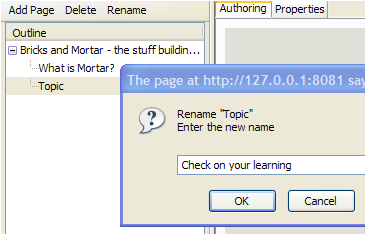 Add Page Delete Rename
Authoring Properties
Outline
Bricks and Mortar - the stuff buildin...
What is Mortar?
Topic
The page at http://127.0.0.1:8081 say
Rename "Topic"
Enter the new name
Check on your learning
OK Cancel